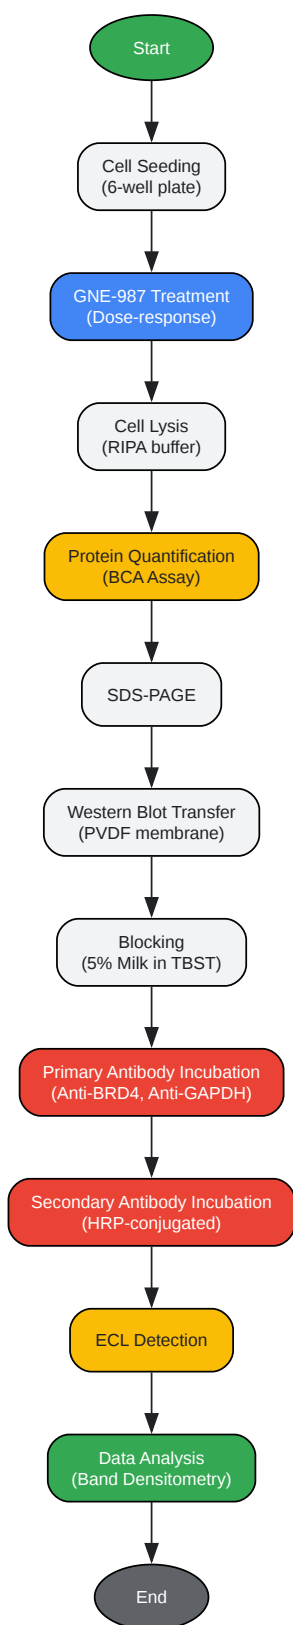 Start
Cell Seeding
(6-well plate)
GNE-987 Treatment
(Dose-response)
Cell Lysis
(RIPA buffer)
Protein Quantification
(BCA Assay)
SDS-PAGE
Western Blot Transfer
(PVDF membrane)
Blocking
(5% Milk in TBST)
Primary Antibody Incubation
(Anti-BRD4, Anti-GAPDH)
Secondary Antibody Incubation
(HRP-conjugated)
ECL Detection
Data Analysis
(Band Densitometry)
End